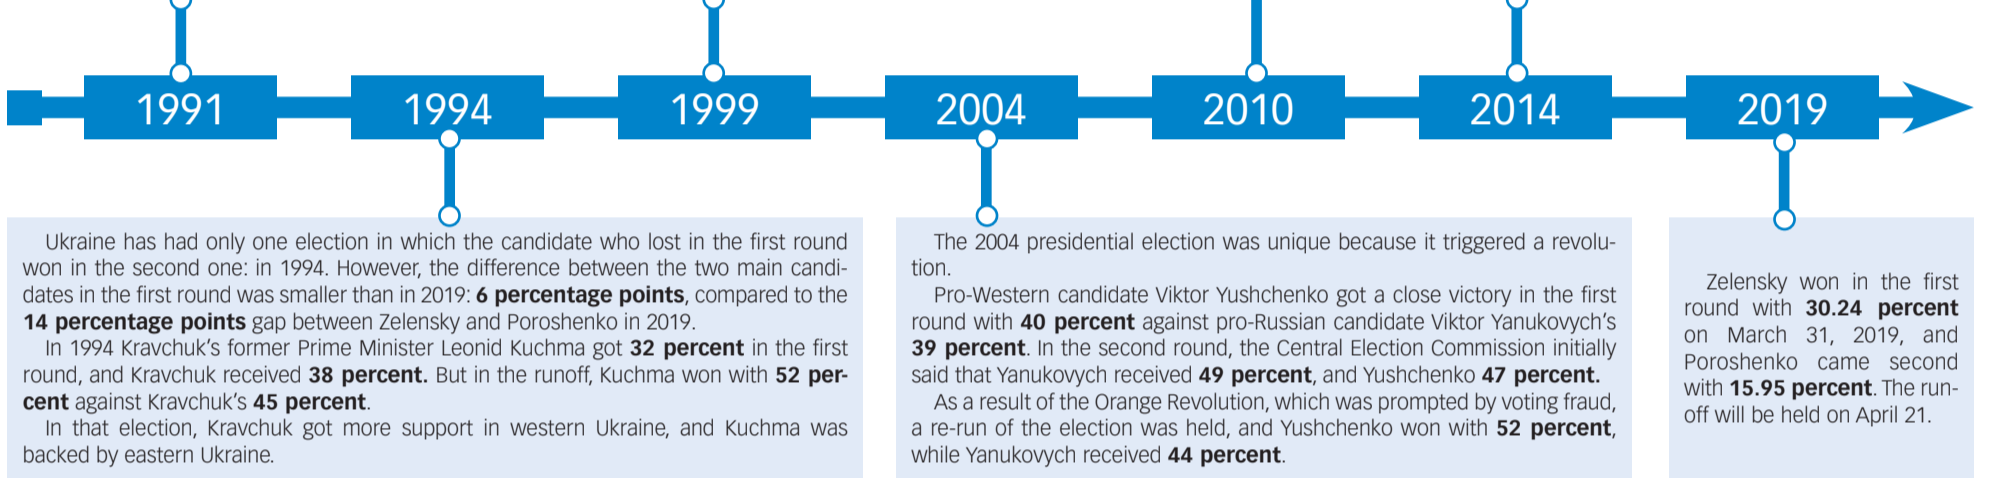 1991 1994 1999 2004 2010 2014 2019
Ukraine has had only one election in which the candidate who lost in the first round
won in the second one: in 1994. However, the difference between the two main candi-
dates in the first round was smaller than in 2019: 6 percentage points, compared to the
14 percentage points gap between Zelensky and Poroshenko in 2019.
In 1994 Kravchuk's former Prime Minister Leonid Kuchma got 32 percent in the first
round, and Kravchuk received 38 percent. But in the runoff, Kuchma won with 52 per-
cent against Kravchuk's 45 percent.
In that election, Kravchuk got more support in western Ukraine, and Kuchma was
backed by eastern Ukraine.
The 2004 presidential election was unique because it triggered a revolu-
tion.
Pro-Western candidate Viktor Yushchenko got a close victory in the first
round with 40 percent against pro-Russian candidate Viktor Yanukovych's
39 percent. In the second round, the Central Election Commission initially
said that Yanukovych received 49 percent, and Yushchenko 47 percent.
As a result of the Orange Revolution, which was prompted by voting fraud,
a re-run of the election was held, and Yushchenko won with 52 percent,
while Yanukovych received 44 percent.
Zelensky won in the first
round with 30.24 percent
on March 31, 2019, and
Poroshenko came second
with 15.95 percent. The run-
off will be held on April 21.